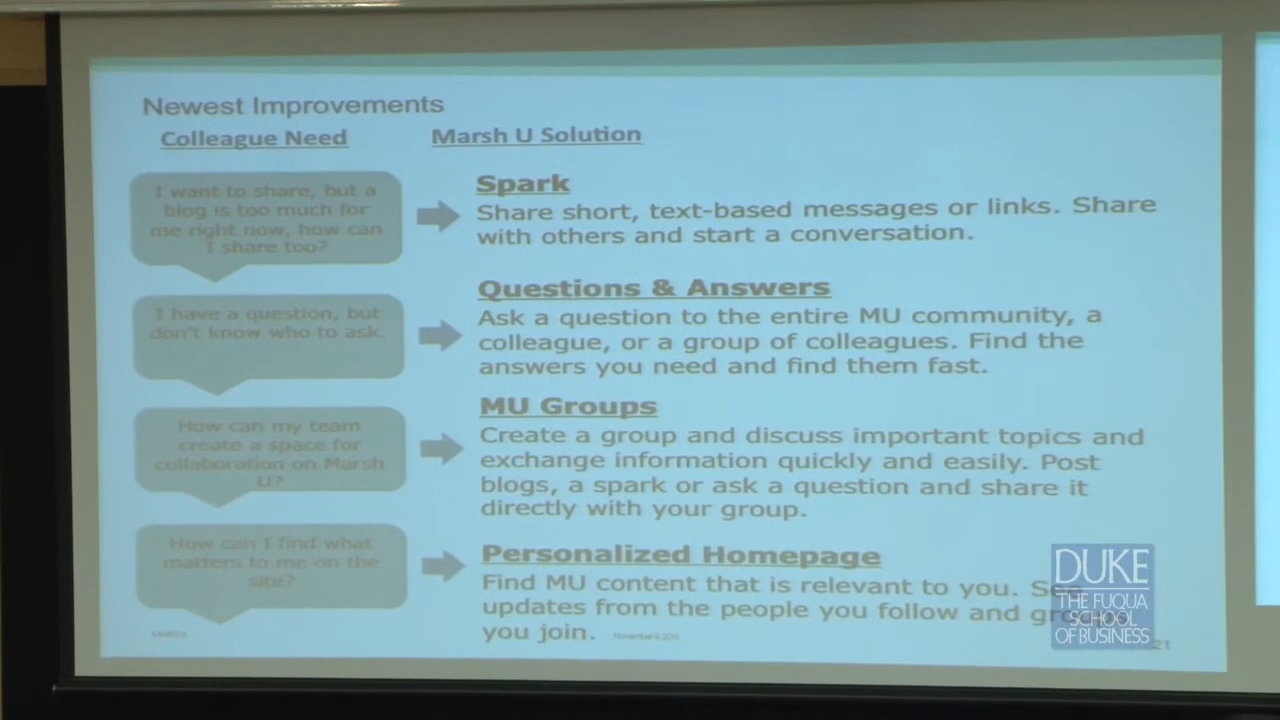 Newest Improvements
Colleague Need
Marsh U Solution
I want to share, but a
blog is too much for
me right now, how can
I share too?
Spark
Share short, text-based messages or links. Share
with others and start a conversation.
I have a question, but
don't know who to ask.
Questions & Answers
Ask a question to the entire MU community, a
colleague, or a group of colleagues. Find the
answers you need and find them fast.
How can my team
create a space for
collaboration on Marsh
U?
MU Groups
Create a group and discuss important topics and
exchange information quickly and easily. Post
blogs, a spark or ask a question and share it
directly with your group.
How can I find what
matters to me on the
site?
Personalized Homepage
Find MU content that is relevant to you. See
updates from the people you follow and
you join.
21
DUKE
THE FUQUA
SCHOOL
OF BUSINESS